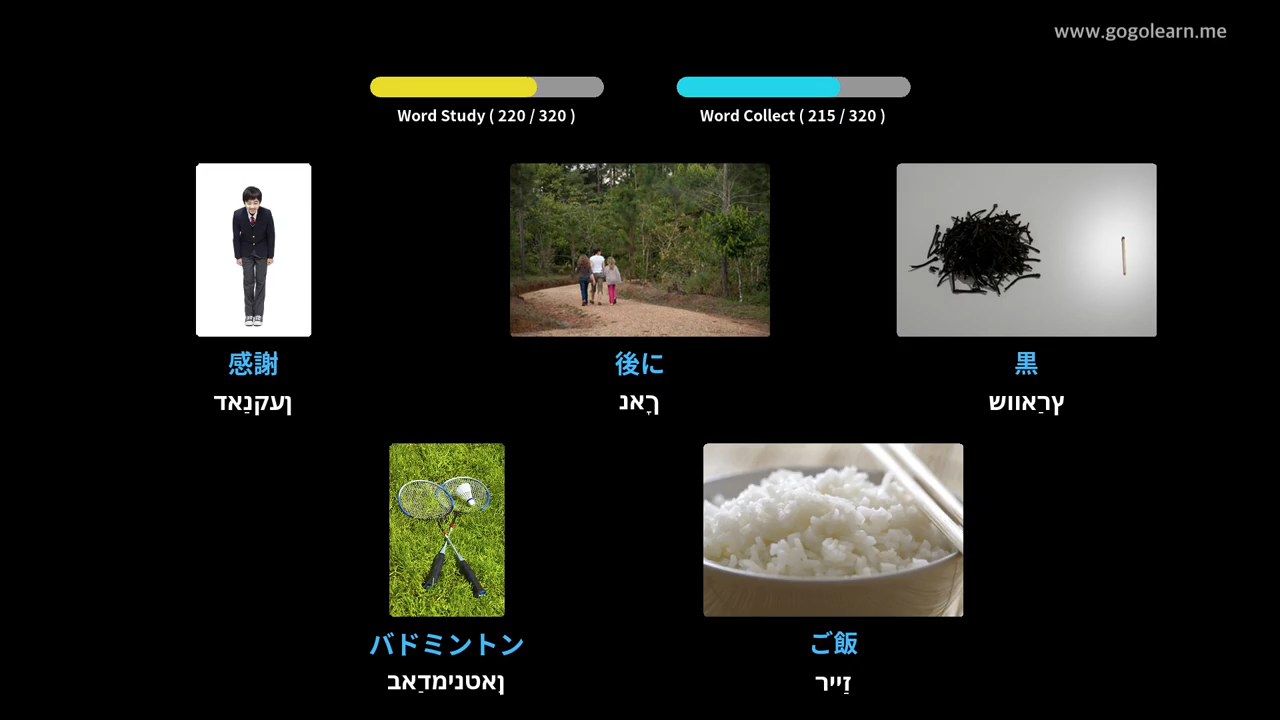 www.gogolearn.me
Word Study ( 220 / 320 )
Word Collect ( 215 / 320 )
感謝
ןעקנַאד
後に
ךָאנ
黒
ץרַאווש
バドミントン
ןָאטנימדַאב
ご飯
זַייר